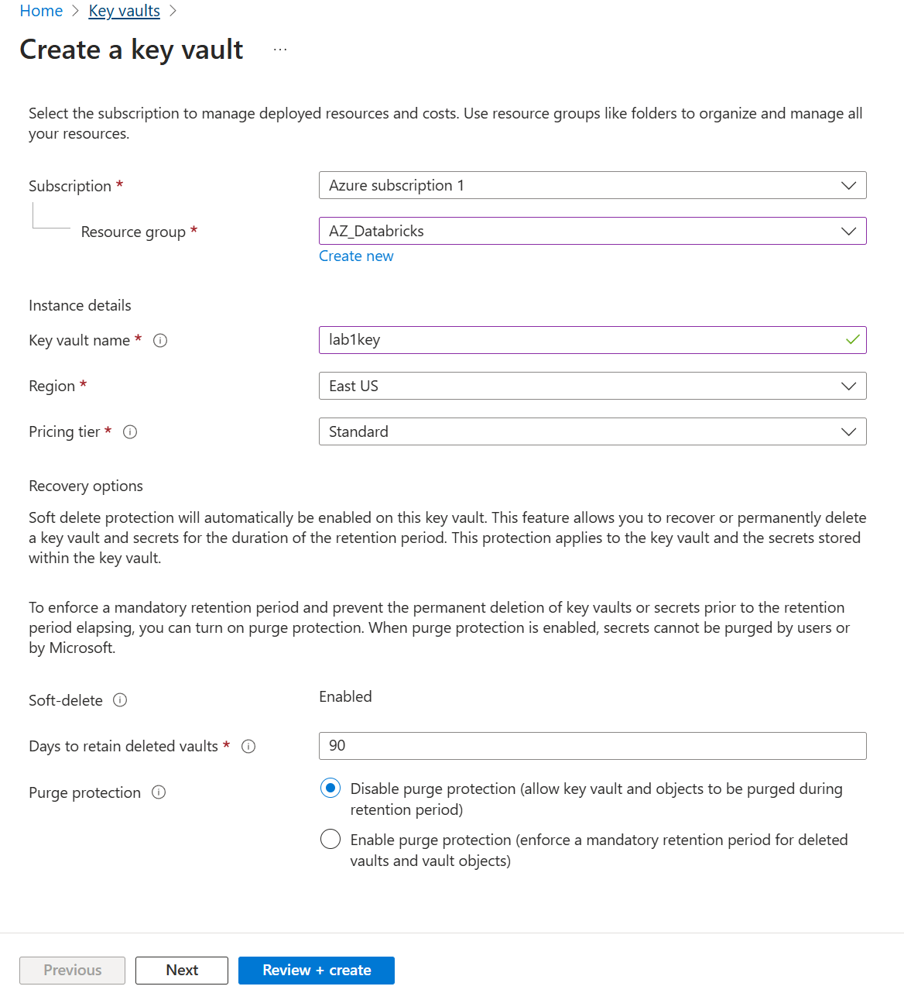 Home > Key vaults >
Create a key vault ...
Select the subscription to manage deployed resources and costs. Use resource groups like folders to organize and manage all
your resources.
Subscription *
Azure subscription 1
Resource group *
AZ_Databricks
Create new
Instance details
Key vault name *
lab1key
Region *
East US
Pricing tier *
Standard
Recovery options
Soft delete protection will automatically be enabled on this key vault. This feature allows you to recover or permanently delete
a key vault and secrets for the duration of the retention period. This protection applies to the key vault and the secrets stored
within the key vault.
To enforce a mandatory retention period and prevent the permanent deletion of key vaults or secrets prior to the retention
period elapsing, you can turn on purge protection. When purge protection is enabled, secrets cannot be purged by users or
by Microsoft.
Soft-delete
Enabled
Days to retain deleted vaults *
90
Purge protection
Disable purge protection (allow key vault and objects to be purged during
retention period)
Enable purge protection (enforce a mandatory retention period for deleted
vaults and vault objects)
Previous
Next
Review + create